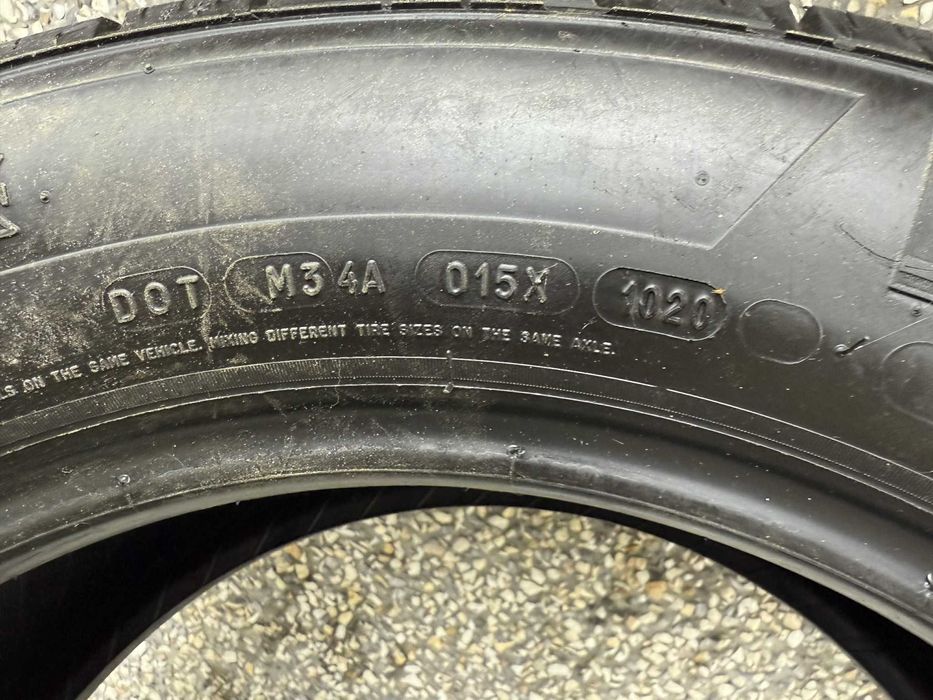 DOT M3 4A 015X 1020
LS ON THE SAME VEHICLE. MIXING DIFFERENT TIRE SIZES ON THE SAME AXLE.